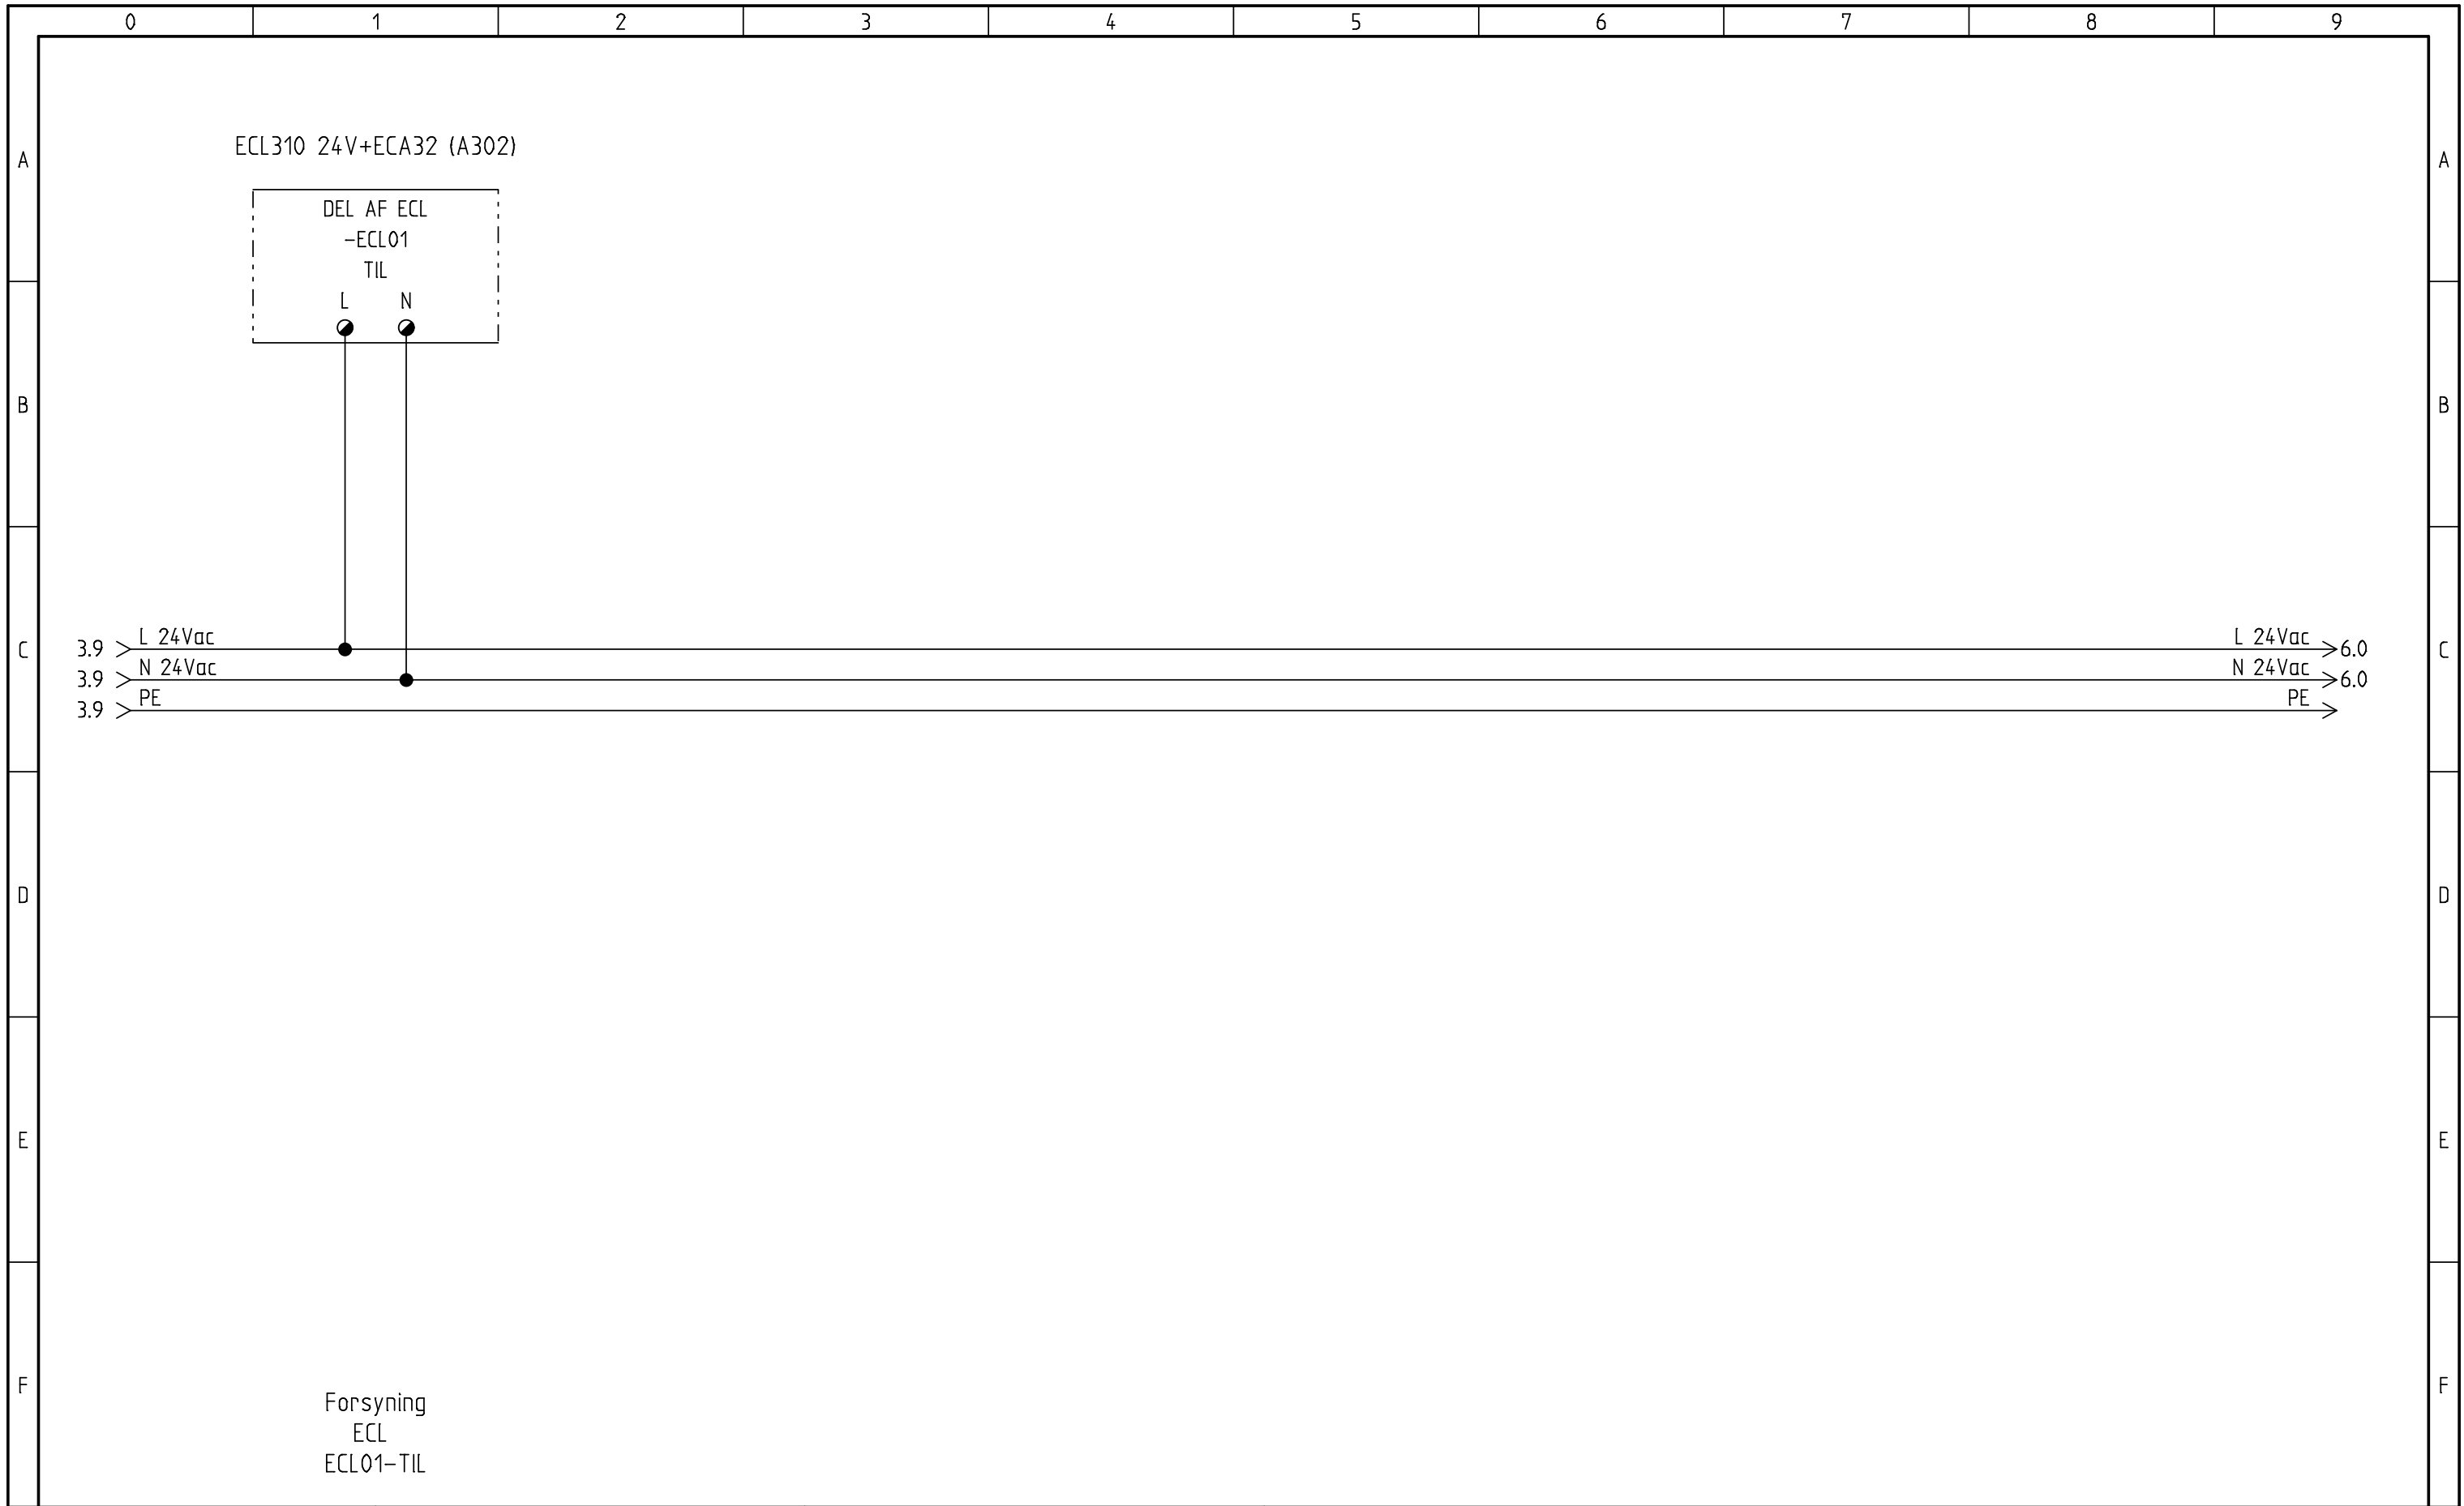 0 1 2 3 4 5 6 7 8 9
A A
ECL310 24V+ECA32 (A302)
DEL AF ECL
-ECL01
TIL
L N
B B
C C
3.9 L 24Vac L 24Vac 6.0
3.9 N 24Vac N 24Vac 6.0
3.9 PE PE
D D
E E
F F
Forsyning
ECL
ECL01-TIL